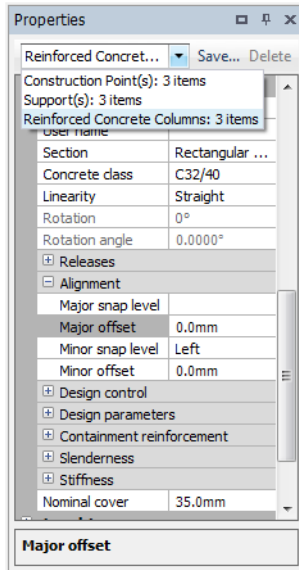 Properties
Reinforced Concret... Save... Delete
Construction Point(s): 3 items
Support(s): 3 items
Reinforced Concrete Columns: 3 items
User name
Section Rectangular ...
Concrete class C32/40
Linearity Straight
Rotation 0°
Rotation angle 0.0000°
Releases
Alignment
Major snap level
Major offset 0.0mm
Minor snap level Left
Minor offset 0.0mm
Design control
Design parameters
Containment reinforcement
Slenderness
Stiffness
Nominal cover 35.0mm
Major offset